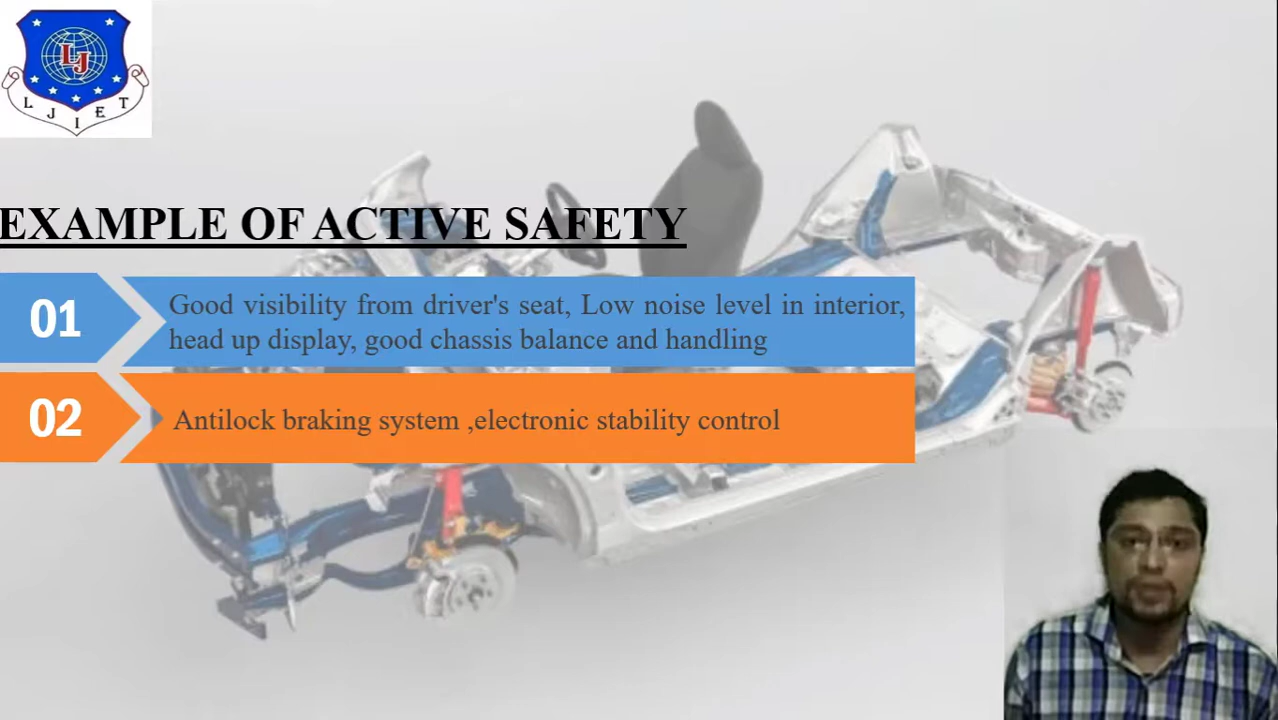 LJ
LJIET
EXAMPLE OF ACTIVE SAFETY
01
Good visibility from driver's seat, Low noise level in interior,
head up display, good chassis balance and handling
02
Antilock braking system ,electronic stability control